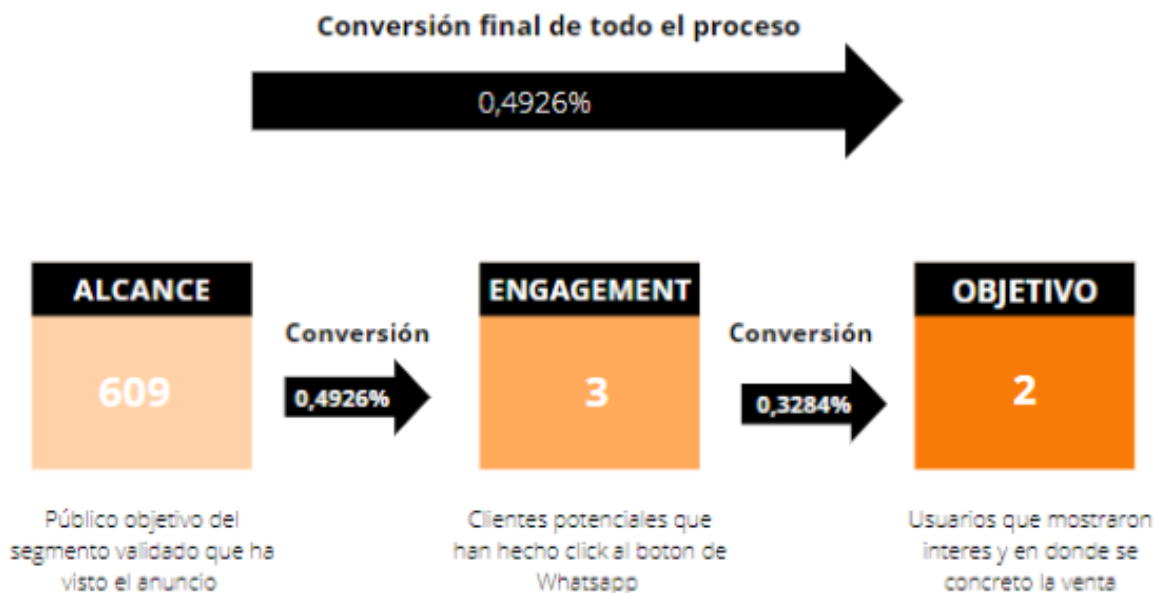 Conversión final de todo el proceso
0,4926%
ALCANCE
609
Público objetivo del
segmento validado que ha
visto el anuncio
Conversión
0,4926%
ENGAGEMENT
3
Clientes potenciales que
han hecho click al boton de
Whatsapp
Conversión
0,3284%
OBJETIVO
2
Usuarios que mostraron
interes y en donde se
concreto la venta